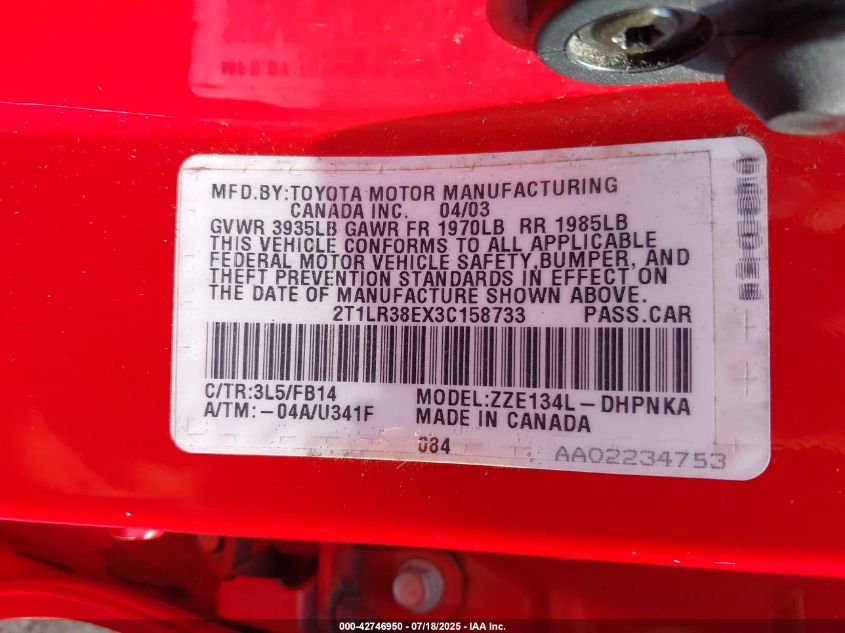 MFD.BY:TOYOTA MOTOR MANUFACTURING
CANADA INC. 04/03
GVWR 3935LB GAWR FR 1970LB RR 1985LB
THIS VEHICLE CONFORMS TO ALL APPLICABLE
FEDERAL MOTOR VEHICLE SAFETY,BUMPER, AND
THEFT PREVENTION STANDARDS IN EFFECT ON
THE DATE OF MANUFACTURE SHOWN ABOVE.
2T1LR38EX3C158733 PASS.CAR
C/TR:3L5/FB14 MODEL:ZZE134L-DHPNKA
A/TM:-04A/U341F MADE IN CANADA
084
AA02234753
000-42746950 / 07/18/2025 - IAA Inc.